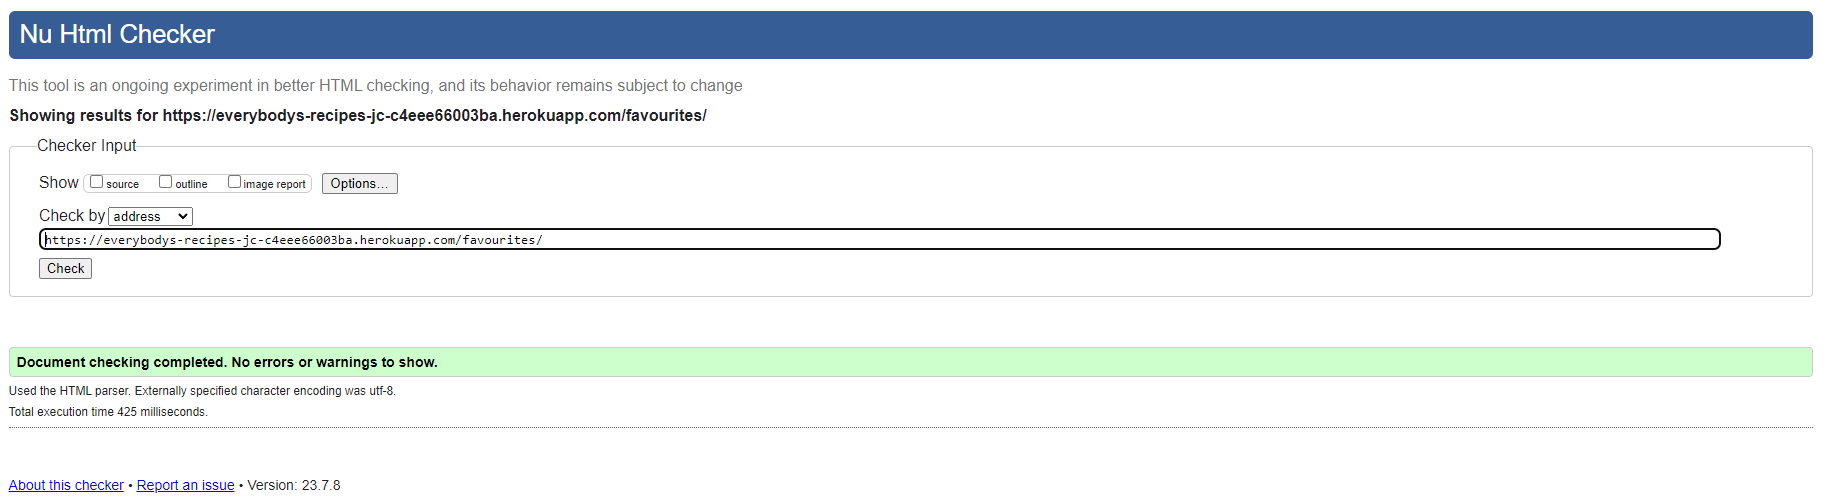 Nu Html Checker
This tool is an ongoing experiment in better HTML checking, and its behavior remains subject to change
Showing results for https://everybodys-recipes-jc-c4eee66003ba.herokuapp.com/favourites/
Checker Input
Show source outline image report Options...
Check by address
https://everybodys-recipes-jc-c4eee66003ba.herokuapp.com/favourites/
Check
Document checking completed. No errors or warnings to show.
Used the HTML parser. Externally specified character encoding was utf-8.
Total execution time 425 milliseconds.
About this checker • Report an issue • Version: 23.7.8